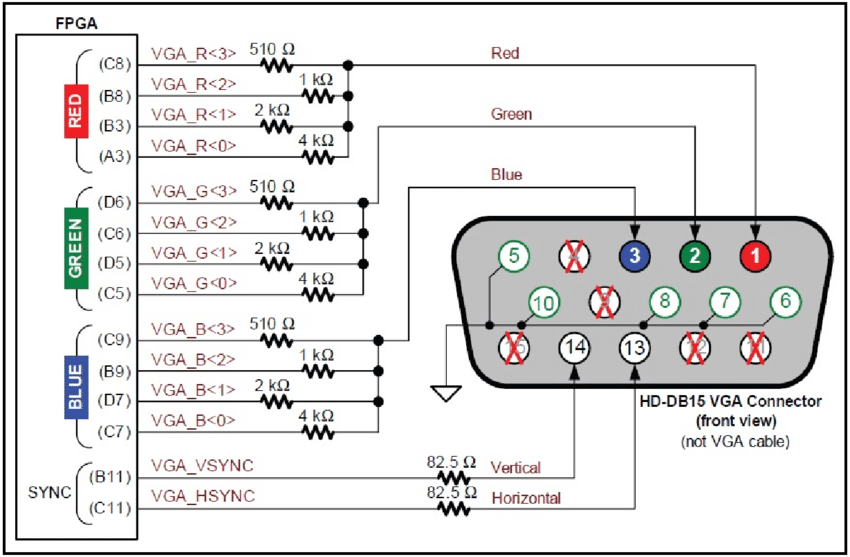 FPGA
RED
(C8) VGA_R<3> 510 Ω Red
(B8) VGA_R<2> 1 kΩ
(B3) VGA_R<1> 2 kΩ
(A3) VGA_R<0> 4 kΩ
Green
Blue
GREEN
(D6) VGA_G<3> 510 Ω
(C6) VGA_G<2> 1 kΩ
(D5) VGA_G<1> 2 kΩ
(C5) VGA_G<0> 4 kΩ
BLUE
(C9) VGA_B<3> 510 Ω
(B9) VGA_B<2> 1 kΩ
(D7) VGA_B<1> 2 kΩ
(C7) VGA_B<0> 4 kΩ
SYNC
(B11) VGA_VSYNC 82.5 Ω Vertical
(C11) VGA_HSYNC 82.5 Ω Horizontal
5 4 3 2 1
10 9 8 7 6
15 14 13 12 11
HD-DB15 VGA Connector
(front view)
(not VGA cable)